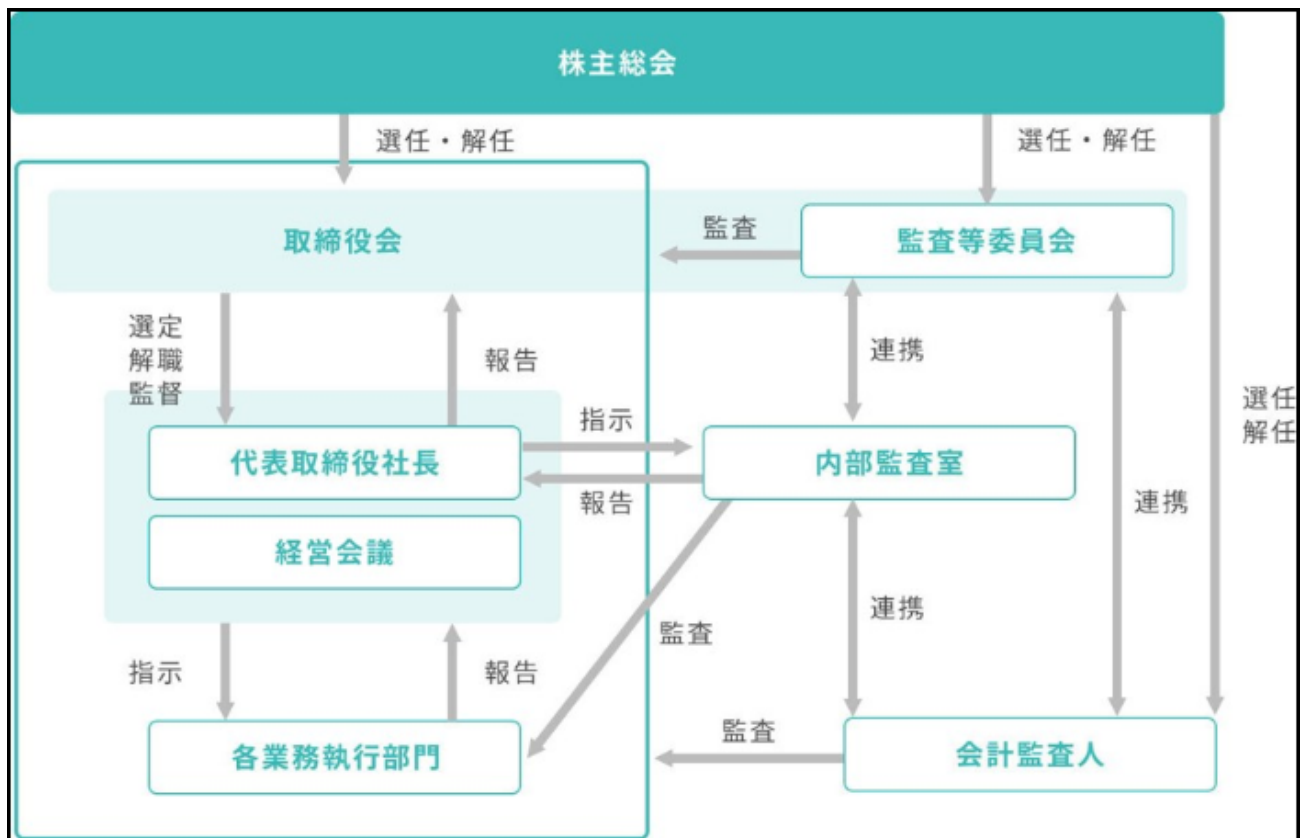 株主総会
選任・解任
選任・解任
取締役会
監査
監査等委員会
選定
解職
監督
報告
連携
選任
解任
代表取締役社長
指示
報告
内部監査室
経営会議
連携
連携
監査
指示
報告
各業務執行部門
監査
会計監査人